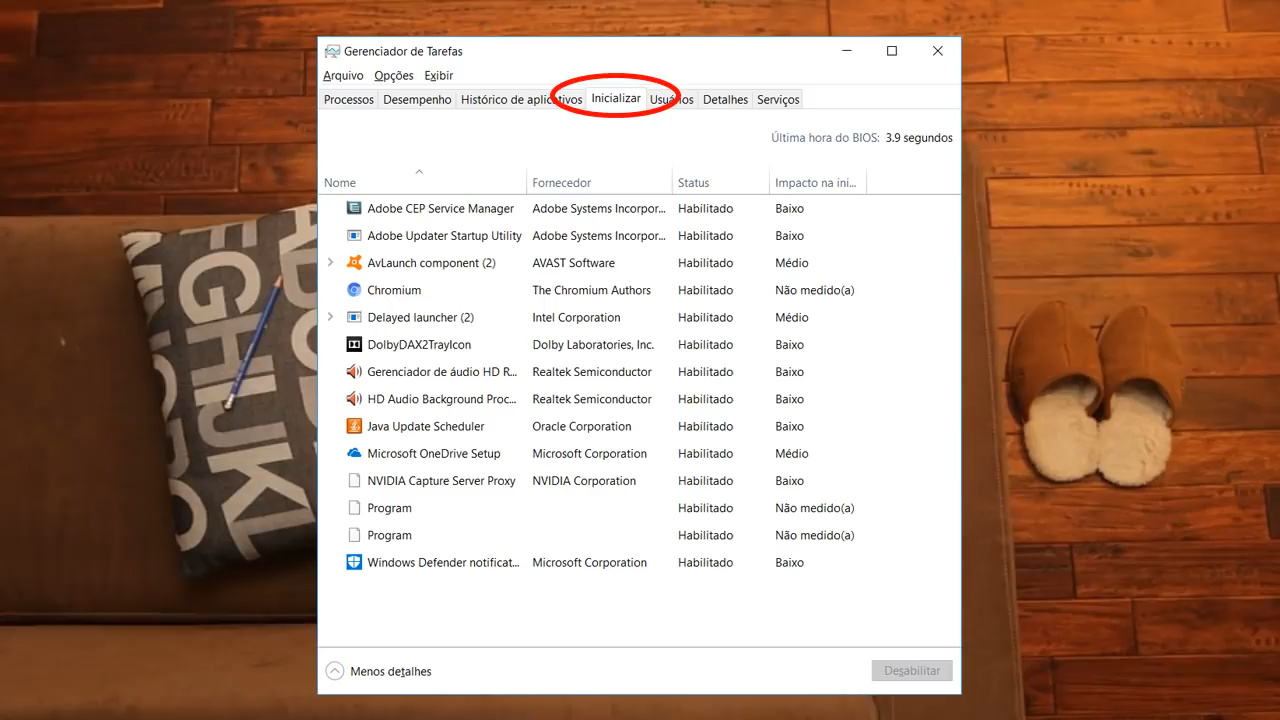 Gerenciador de Tarefas
Arquivo Opções Exibir
Processos Desempenho Histórico de aplicativos Inicializar Usuários Detalhes Serviços
Última hora do BIOS: 3.9 segundos
Nome Fornecedor Status Impacto na ini...
Adobe CEP Service Manager Adobe Systems Incorpor... Habilitado Baixo
Adobe Updater Startup Utility Adobe Systems Incorpor... Habilitado Baixo
AvLaunch component (2) AVAST Software Habilitado Médio
Chromium The Chromium Authors Habilitado Não medido(a)
Delayed launcher (2) Intel Corporation Habilitado Médio
DolbyDAX2TrayIcon Dolby Laboratories, Inc. Habilitado Baixo
Gerenciador de áudio HD R... Realtek Semiconductor Habilitado Baixo
HD Audio Background Proc... Realtek Semiconductor Habilitado Baixo
Java Update Scheduler Oracle Corporation Habilitado Baixo
Microsoft OneDrive Setup Microsoft Corporation Habilitado Médio
NVIDIA Capture Server Proxy NVIDIA Corporation Habilitado Baixo
Program Habilitado Não medido(a)
Program Habilitado Não medido(a)
Windows Defender notificat... Microsoft Corporation Habilitado Baixo
Menos detalhes Desabilitar